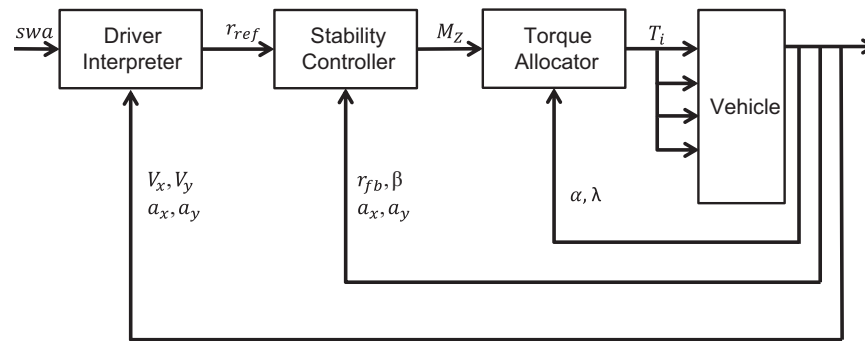 swa
Driver
Interpreter
r_ref
Stability
Controller
M_Z
Torque
Allocator
T_i
Vehicle
V_x, V_y
a_x, a_y
r_fb, β
a_x, a_y
α, λ